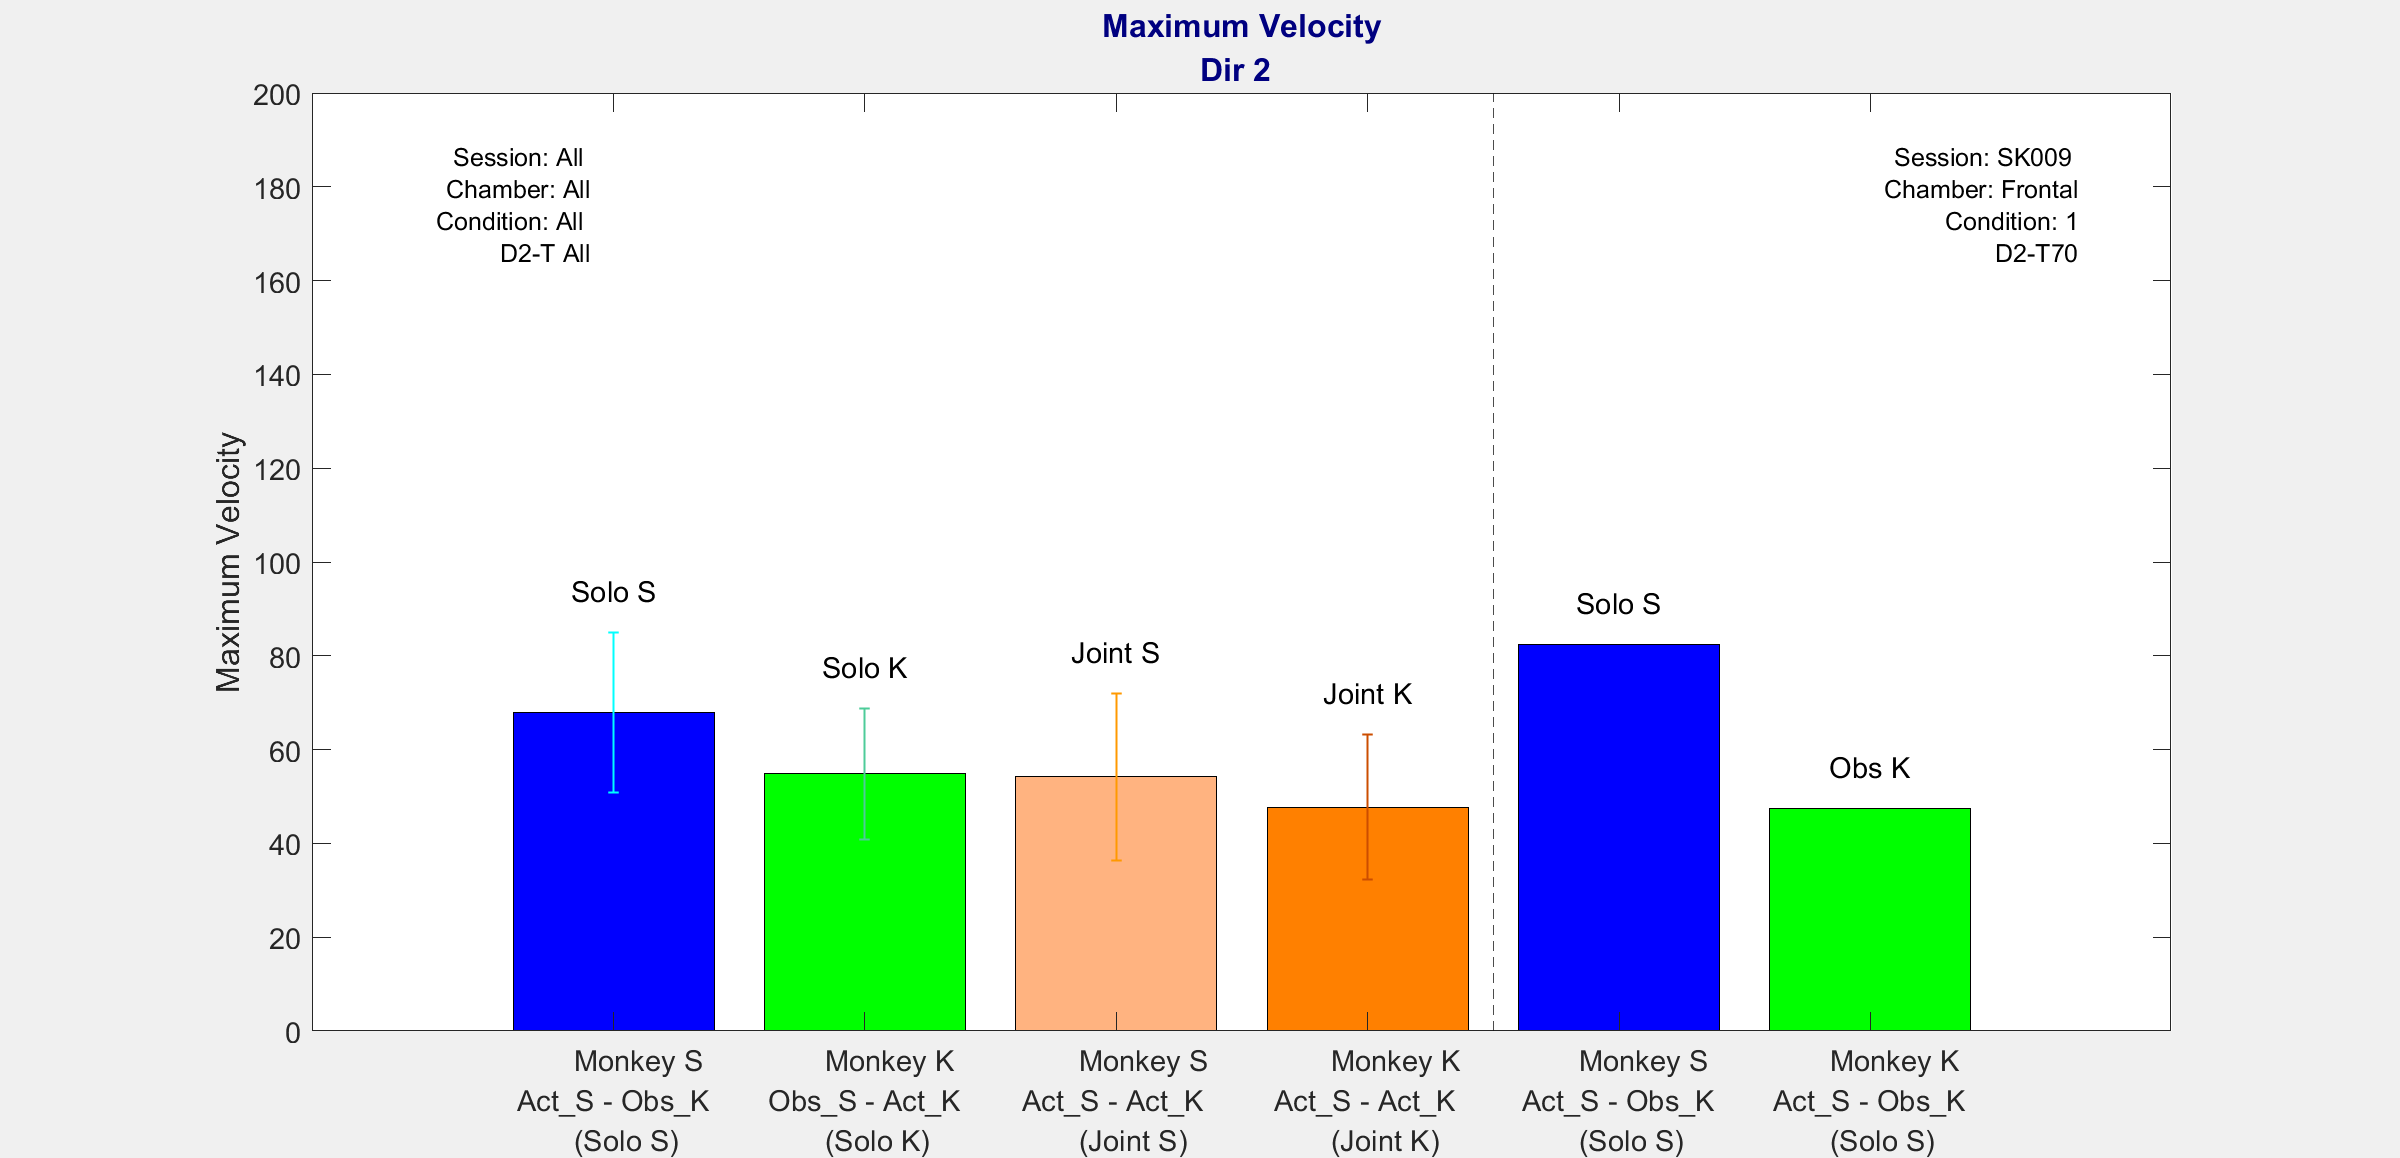 Maximum Velocity
Dir 2
Session: All
Chamber: All
Condition: All
D2-T All
Session: SK009
Chamber: Frontal
Condition: 1
D2-T70
Maximum Velocity
200
180
160
140
120
100
80
60
40
20
0
Solo S
Solo K
Joint S
Joint K
Solo S
Obs K
Monkey S
Act_S - Obs_K
(Solo S)
Monkey K
Obs_S - Act_K
(Solo K)
Monkey S
Act_S - Act_K
(Joint S)
Monkey K
Act_S - Act_K
(Joint K)
Monkey S
Act_S - Obs_K
(Solo S)
Monkey K
Act_S - Obs_K
(Solo S)